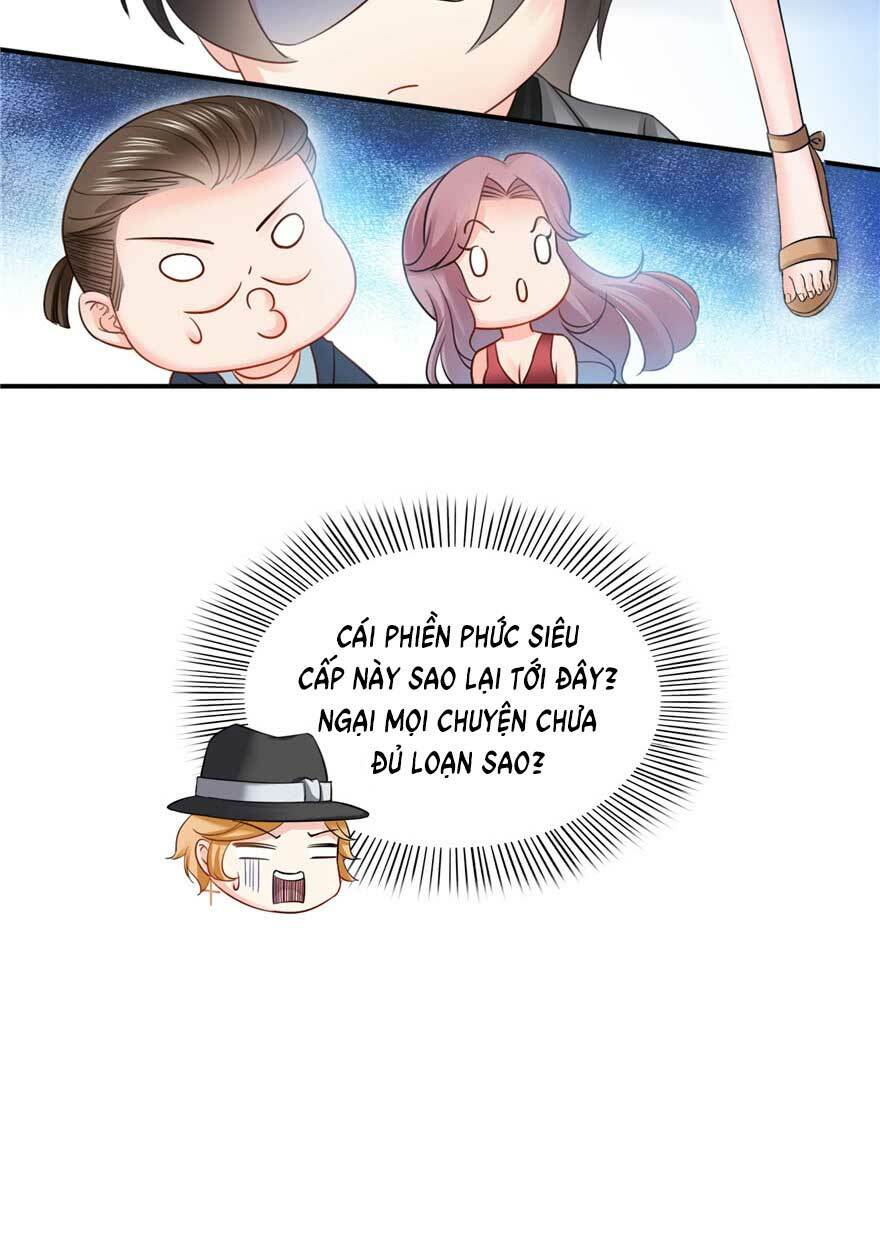 CÁI PHIỀN PHỨC SIÊU
CẤP NÀY SAO LẠI TỚI ĐÂY?
NGẠI MỌI CHUYỆN CHƯA
ĐỦ LOẠN SAO?